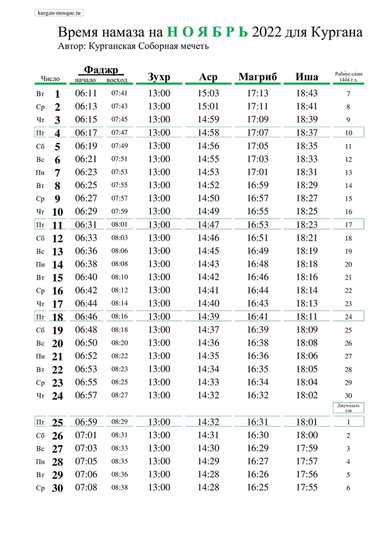 kurgan-mosque.ru
Время намаза на НОЯБРЬ 2022 для Кургана
Автор: Курганская Соборная мечеть
Число Фаджр начало восход Зухр Аср Магриб Иша 1444 г.х.
Вт 1 06:11 07:41 13:00 15:03 17:13 18:43 7
Ср 2 06:13 07:43 13:00 15:01 17:11 18:41 8
Чт 3 06:15 07:45 13:00 14:59 17:09 18:39 9
Пт 4 06:17 07:47 13:00 14:58 17:07 18:37 10
Сб 5 06:19 07:49 13:00 14:56 17:05 18:35 11
Вс 6 06:21 07:51 13:00 14:55 17:03 18:33 12
Пн 7 06:23 07:53 13:00 14:53 17:01 18:31 13
Вт 8 06:25 07:55 13:00 14:52 16:59 18:29 14
Ср 9 06:27 07:57 13:00 14:50 16:57 18:27 15
Чт 10 06:29 07:59 13:00 14:49 16:55 18:25 16
Пт 11 06:31 08:01 13:00 14:47 16:53 18:23 17
Сб 12 06:33 08:03 13:00 14:46 16:51 18:21 18
Вс 13 06:36 08:06 13:00 14:45 16:49 18:19 19
Пн 14 06:38 08:08 13:00 14:43 16:48 18:18 20
Вт 15 06:40 08:10 13:00 14:42 16:46 18:16 21
Ср 16 06:42 08:12 13:00 14:41 16:44 18:14 22
Чт 17 06:44 08:14 13:00 14:40 16:43 18:13 23
Пт 18 06:46 08:16 13:00 14:39 16:41 18:11 24
Сб 19 06:48 08:18 13:00 14:37 16:39 18:09 25
Вс 20 06:50 08:20 13:00 14:36 16:38 18:08 26
Пн 21 06:52 08:22 13:00 14:35 16:36 18:06 27
Вт 22 06:53 08:23 13:00 14:34 16:35 18:05 28
Ср 23 06:55 08:25 13:00 14:33 16:34 18:04 29
Чт 24 06:57 08:27 13:00 14:32 16:32 18:02 30
Пт 25 06:59 08:29 13:00 14:32 16:31 18:01 1
Сб 26 07:01 08:31 13:00 14:31 16:30 18:00 2
Вс 27 07:03 08:33 13:00 14:30 16:29 17:59 3
Пн 28 07:05 08:35 13:00 14:29 16:27 17:57 4
Вт 29 07:06 08:36 13:00 14:28 16:26 17:56 5
Ср 30 07:08 08:38 13:00 14:28 16:25 17:55 6